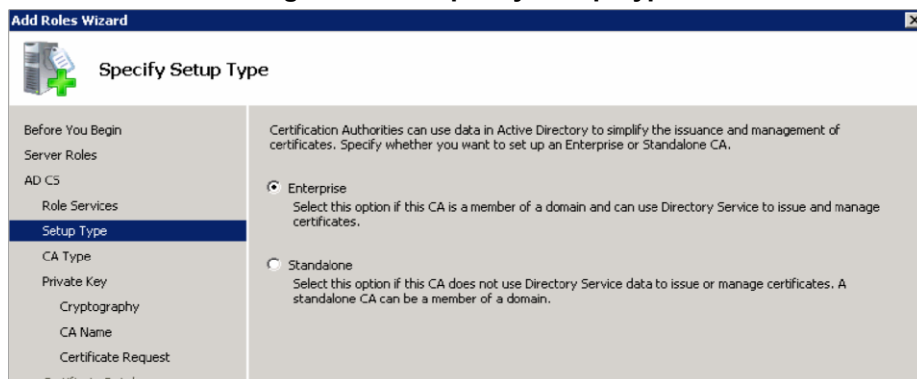 Add Roles Wizard
Specify Setup Type
Before You Begin
Server Roles
AD CS
Role Services
Setup Type
CA Type
Private Key
Cryptography
CA Name
Certificate Request
Certification Authorities can use data in Active Directory to simplify the issuance and management of
certificates. Specify whether you want to set up an Enterprise or Standalone CA.
Enterprise
Select this option if this CA is a member of a domain and can use Directory Service to issue and manage
certificates.
Standalone
Select this option if this CA does not use Directory Service data to issue or manage certificates. A
standalone CA can be a member of a domain.